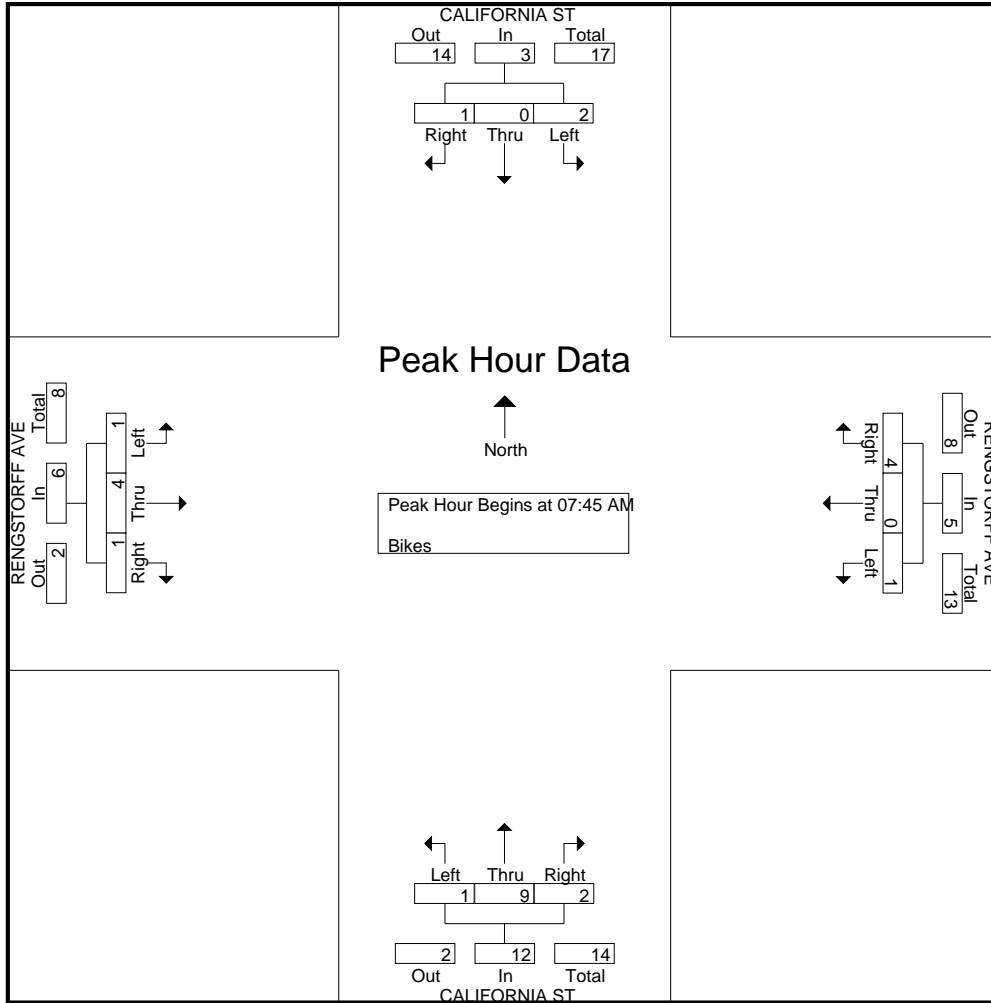 CALIFORNIA ST
Out In Total
14 3 17
1 0 2
Right Thru Left
Peak Hour Data
North
Peak Hour Begins at 07:45 AM
Bikes
RENGSTORFF AVE
Out In Total
2 6 8
1 4 1
Left Thru Right
RENGSTORFF AVE
Out In Total
8 5 13
4 0 1
Right Thru Left
Left Thru Right
1 9 2
2 12 14
Out In Total
CALIFORNIA ST